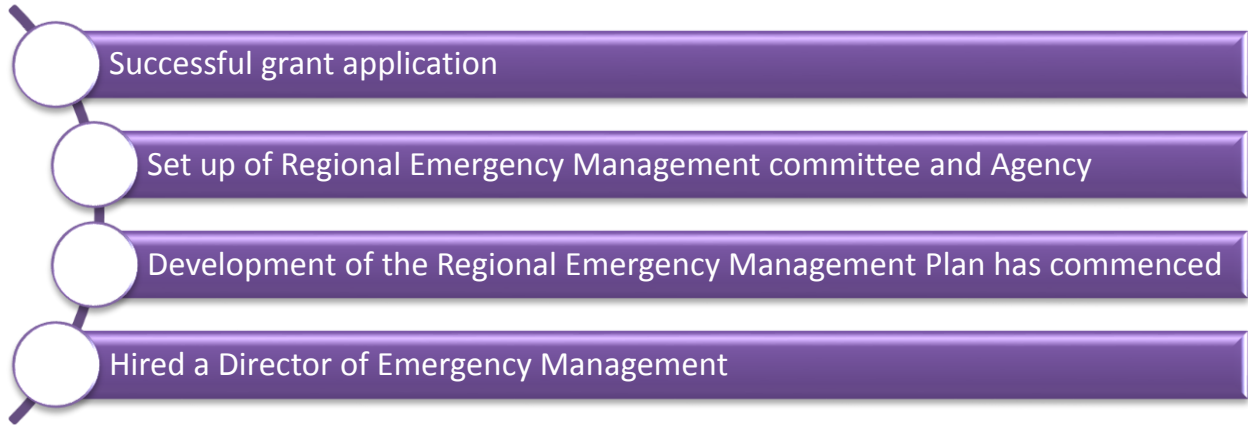 Successful grant application
Set up of Regional Emergency Management committee and Agency
Development of the Regional Emergency Management Plan has commenced
Hired a Director of Emergency Management